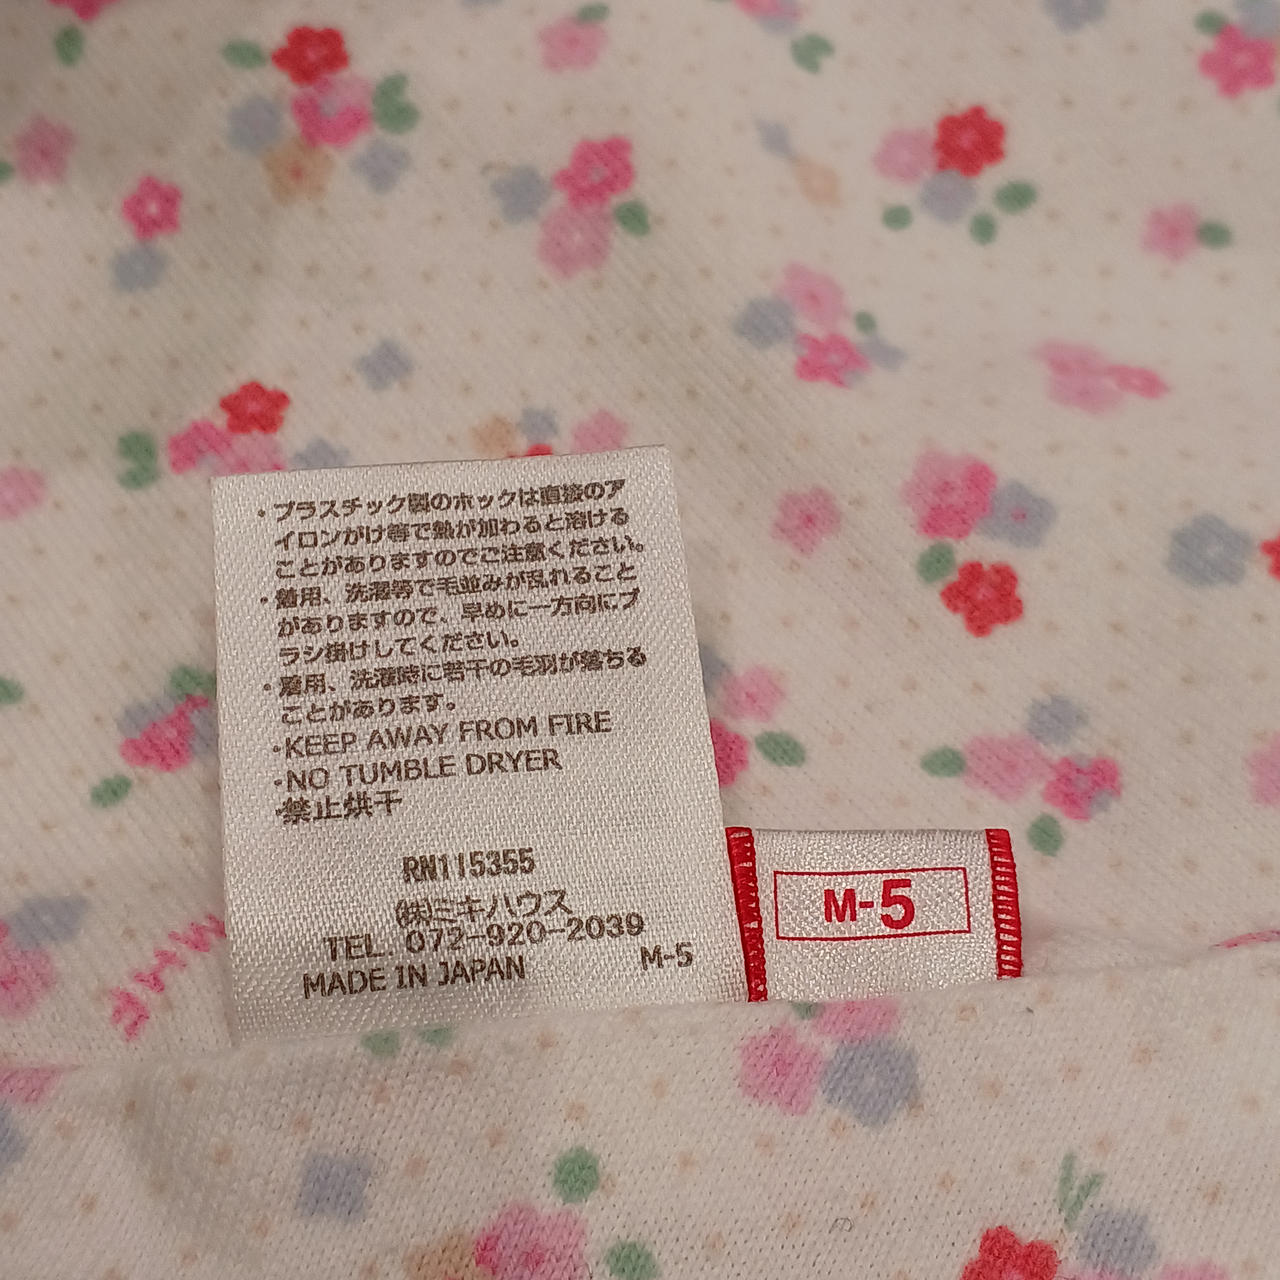 ・プラスチック製のホックは直接のア
イロンがけ等で熱が加わると溶ける
ことがありますのでご注意ください。
・着用、洗濯等で毛並みが乱れること
がありますので、早めに一方向にブ
ラシ掛けしてください。
・着用、洗濯時に若干の毛羽が落ちる
ことがあります。
・KEEP AWAY FROM FIRE
・NO TUMBLE DRYER
・禁止烘干
RN115355
㈱ミキハウス
TEL. 072-920-2039
MADE IN JAPAN M-5
M-5